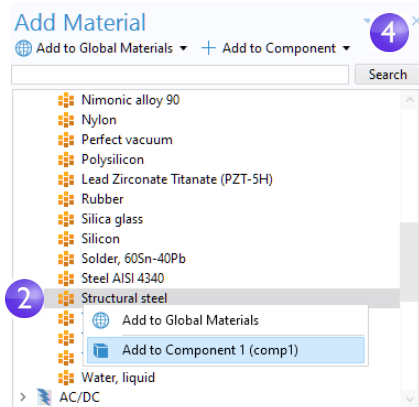 Add Material
Add to Global Materials ▼ + Add to Component ▼
4
Search
Nimonic alloy 90
Nylon
Perfect vacuum
Polysilicon
Lead Zirconate Titanate (PZT-5H)
Rubber
Silica glass
Silicon
Solder, 60Sn-40Pb
Steel AISI 4340
2 Structural steel
Add to Global Materials
Add to Component 1 (comp1)
Water, liquid
> AC/DC